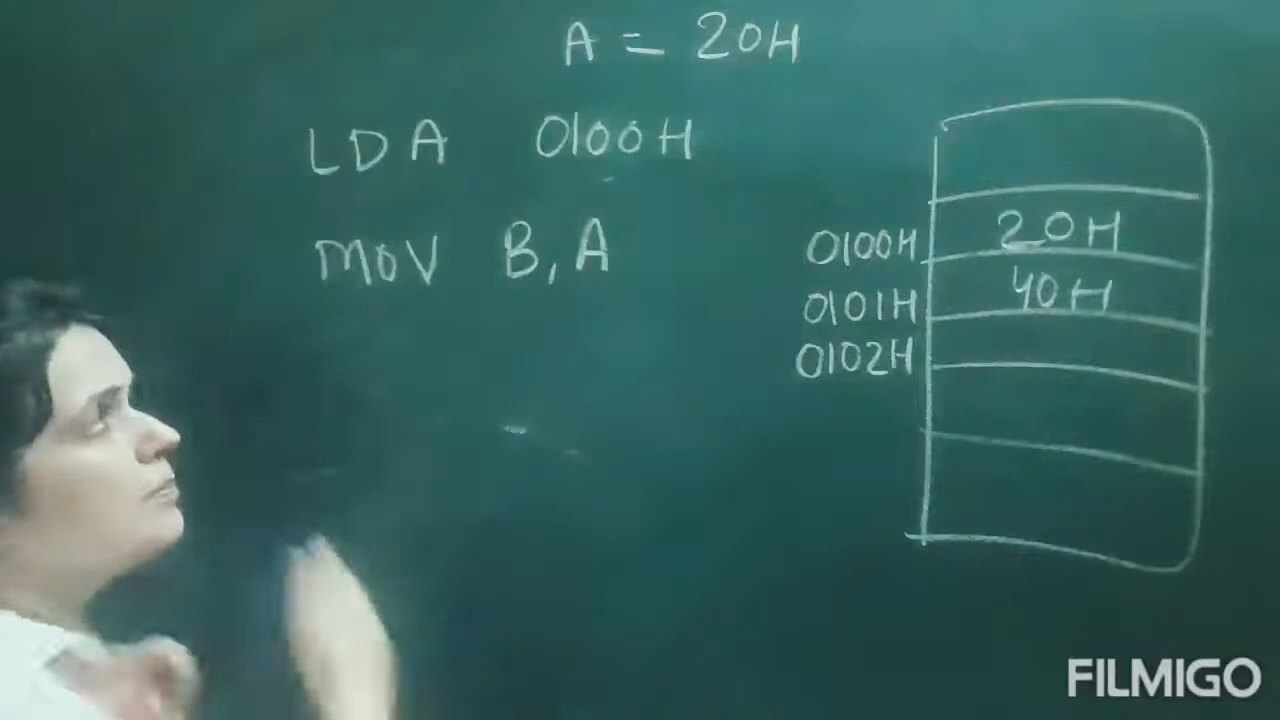 A = 20H
LDA 0100H
MOV B, A
0100H 20H
0101H 40H
0102H
FILMIGO